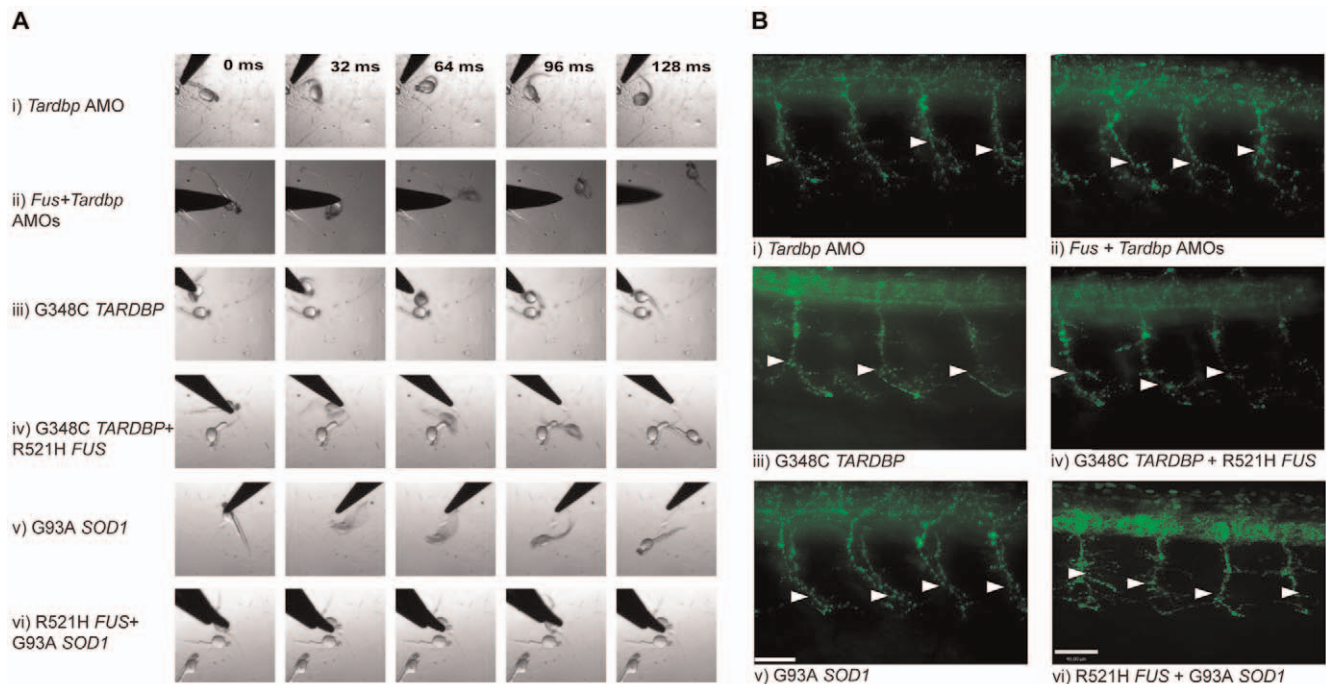 A
0 ms 32 ms 64 ms 96 ms 128 ms
i) Tardbp AMO
ii) Fus+Tardbp
AMOs
iii) G348C TARDBP
iv) G348C TARDBP+
R521H FUS
v) G93A SOD1
vi) R521H FUS+
G93A SOD1
B
i) Tardbp AMO
ii) Fus + Tardbp AMOs
iii) G348C TARDBP
iv) G348C TARDBP + R521H FUS
v) G93A SOD1
vi) R521H FUS + G93A SOD1